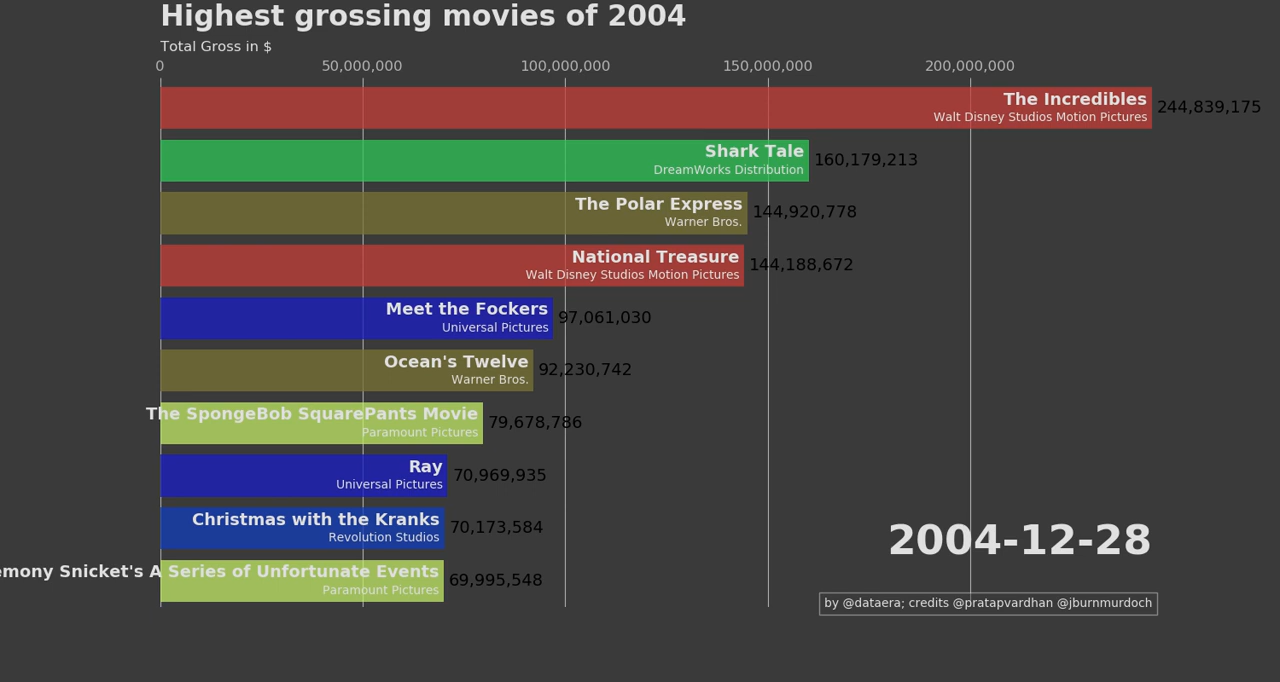 Highest grossing movies of 2004
Total Gross in $
0 50,000,000 100,000,000 150,000,000 200,000,000
The Incredibles
Walt Disney Studios Motion Pictures
244,839,175
Shark Tale
DreamWorks Distribution
160,179,213
The Polar Express
Warner Bros.
144,920,778
National Treasure
Walt Disney Studios Motion Pictures
144,188,672
Meet the Fockers
Universal Pictures
97,061,030
Ocean's Twelve
Warner Bros.
92,230,742
The SpongeBob SquarePants Movie
Paramount Pictures
79,678,786
Ray
Universal Pictures
70,969,935
Christmas with the Kranks
Revolution Studios
70,173,584
emony Snicket's A Series of Unfortunate Events
Paramount Pictures
69,995,548
2004-12-28
by @dataera; credits @pratapvardhan @jburnmurdoch